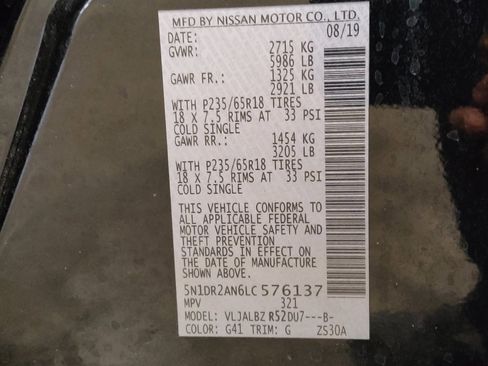 MFD BY NISSAN MOTOR CO., LTD.
DATE: 08/19
GVWR: 2715 KG
5986 LB
GAWR FR.: 1325 KG
2921 LB
WITH P235/65R18 TIRES
18 X 7.5 RIMS AT 33 PSI
COLD SINGLE
GAWR RR.: 1454 KG
3205 LB
WITH P235/65R18 TIRES
18 X 7.5 RIMS AT 33 PSI
COLD SINGLE
THIS VEHICLE CONFORMS TO
ALL APPLICABLE FEDERAL
MOTOR VEHICLE SAFETY AND
THEFT PREVENTION
STANDARDS IN EFFECT ON
THE DATE OF MANUFACTURE
SHOWN ABOVE.
5N1DR2AN6LC576137
MPV 321
MODEL: VLJALBZ R52DU7---B-
COLOR: G41 TRIM: G ZS30A